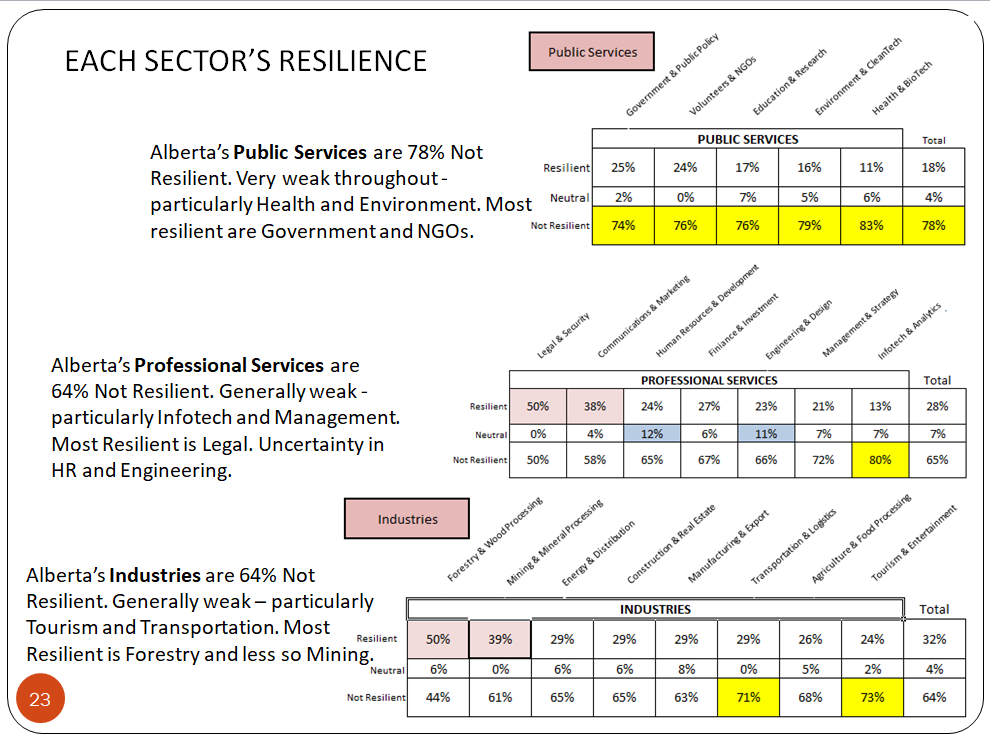 EACH SECTOR’S RESILIENCE
Public Services
Government & Public Policy
Volunteers & NGOs
Education & Research
Environment & CleanTech
Health & BioTech
Alberta’s Public Services are 78% Not
Resilient. Very weak throughout -
particularly Health and Environment. Most
resilient are Government and NGOs.
PUBLIC SERVICES Total
Resilient 25% 24% 17% 16% 11% 18%
Neutral 2% 0% 7% 5% 6% 4%
Not Resilient 74% 76% 76% 79% 83% 78%
Legal & Security
Communications & Marketing
Human Resources & Development
Finiance & Investment
Engineering & Design
Management & Strategy
Infotech & Analytics
Alberta’s Professional Services are
64% Not Resilient. Generally weak -
particularly Infotech and Management.
Most Resilient is Legal. Uncertainty in
HR and Engineering.
PROFESSIONAL SERVICES Total
Resilient 50% 38% 24% 27% 23% 21% 13% 28%
Neutral 0% 4% 12% 6% 11% 7% 7% 7%
Not Resilient 50% 58% 65% 67% 66% 72% 80% 65%
Industries
Forestry & Wood Processing
Mining & Mineral Processing
Energy & Distribution
Construction & Real Estate
Manufacturing & Export
Transportation & Logistics
Agriculture & Food Processing
Tourism & Entertainment
Alberta’s Industries are 64% Not
Resilient. Generally weak – particularly
Tourism and Transportation. Most
Resilient is Forestry and less so Mining.
INDUSTRIES Total
Resilient 50% 39% 29% 29% 29% 29% 26% 24% 32%
Neutral 6% 0% 6% 6% 8% 0% 5% 2% 4%
Not Resilient 44% 61% 65% 65% 63% 71% 68% 73% 64%
23